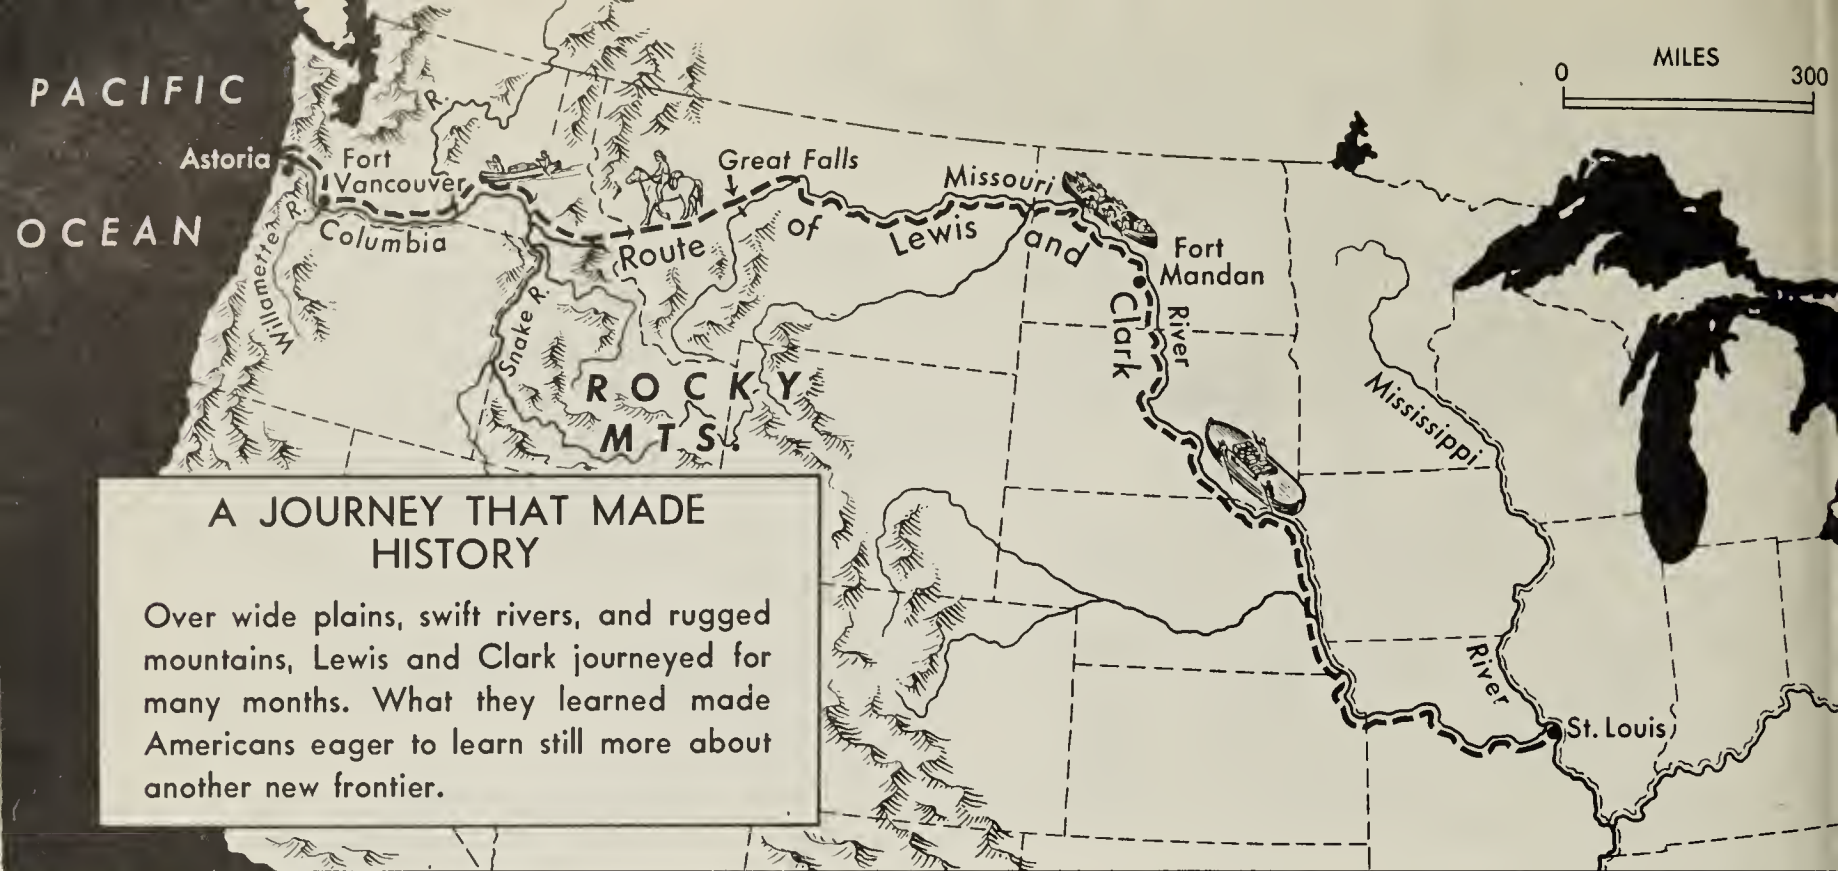 MILES
0 300
PACIFIC
OCEAN
Astoria
Fort
Vancouver
R.
R.
Willamette
Columbia
Snake R.
Great Falls
Missouri
River
Route of Lewis and Clark
Fort
Mandan
ROCKY
MTS.
Mississippi
River
St. Louis
A JOURNEY THAT MADE
HISTORY
Over wide plains, swift rivers, and rugged
mountains, Lewis and Clark journeyed for
many months. What they learned made
Americans eager to learn still more about
another new frontier.